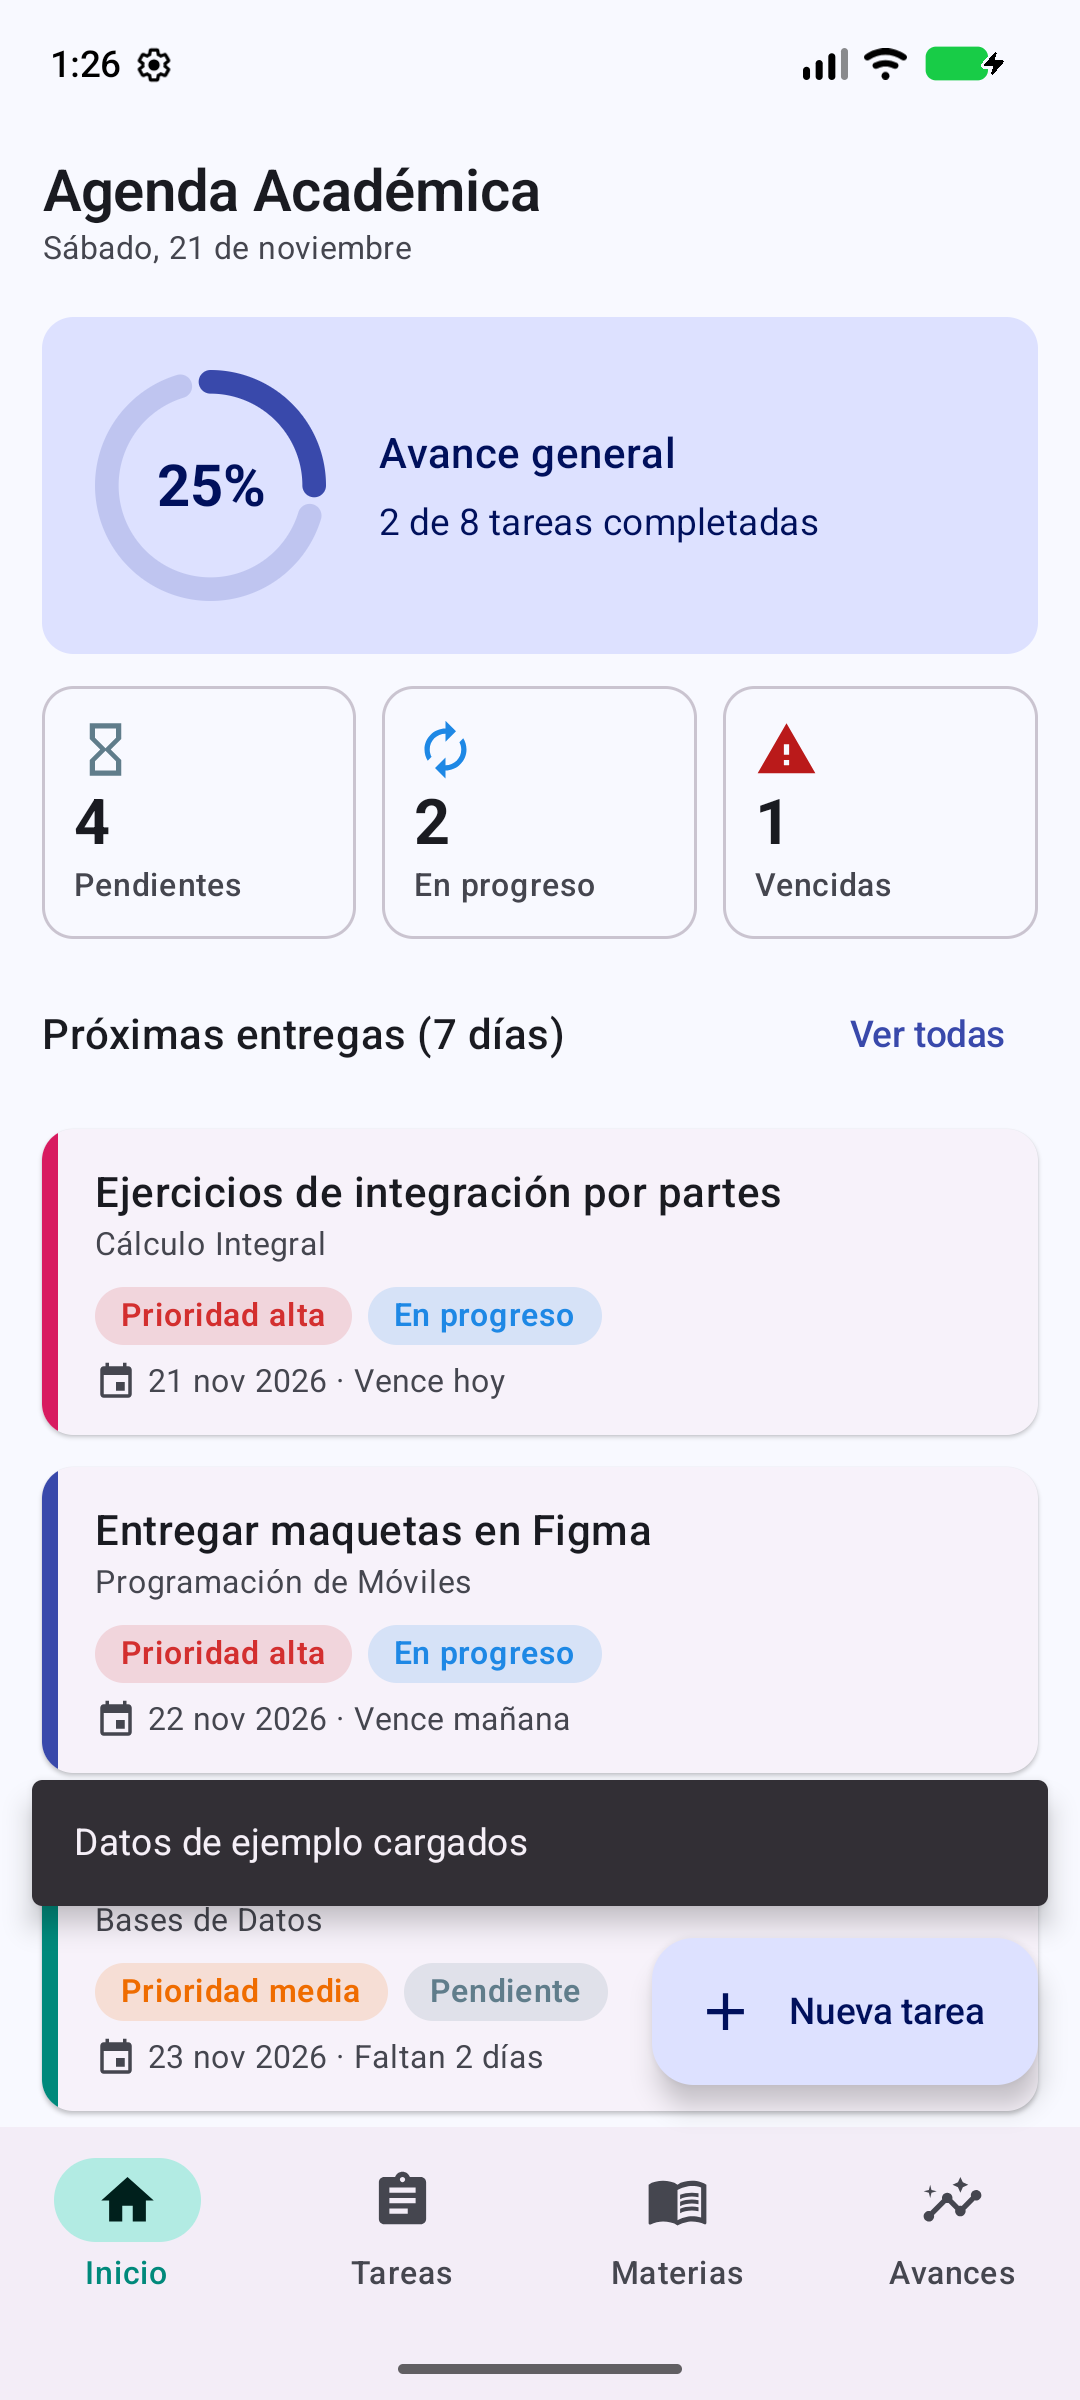 1:26
Agenda Académica
Sábado, 21 de noviembre
25%
Avance general
2 de 8 tareas completadas
4
Pendientes
2
En progreso
1
Vencidas
Próximas entregas (7 días)
Ver todas
Ejercicios de integración por partes
Cálculo Integral
Prioridad alta
En progreso
21 nov 2026 · Vence hoy
Entregar maquetas en Figma
Programación de Móviles
Prioridad alta
En progreso
22 nov 2026 · Vence mañana
Datos de ejemplo cargados
Bases de Datos
Prioridad media
Pendiente
23 nov 2026 · Faltan 2 días
Nueva tarea
Inicio
Tareas
Materias
Avances